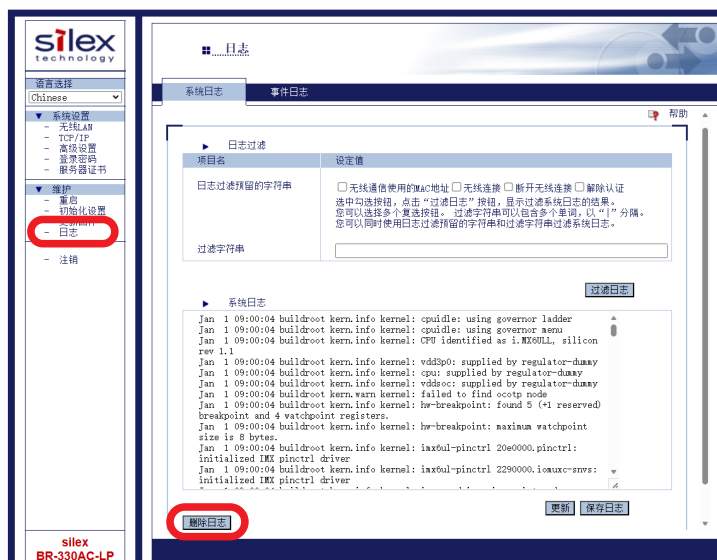 silex
technology
语言选择
Chinese
▼ 系统设置
- 无线LAN
- TCP/IP
- 高级设置
- 登录密码
- 服务器证书
▼ 维护
- 重启
- 初始化设置
- 更新固件
- 日志
- 注销
silex
BR-330AC-LP
日志
系统日志 事件日志
帮助
▶ 日志过滤
项目名 设定值
日志过滤预留的字符串
无线通信使用的MAC地址 无线连接 断开无线连接 解除认证
选中勾选按钮，点击“过滤日志”按钮，显示过滤系统日志的结果。
您可以选择多个复选按钮。 过滤字符串可以包含多个单词，以“|”分隔。
您可以同时使用日志过滤预留的字符串和过滤字符串过滤系统日志。
过滤字符串
过滤日志
▶ 系统日志
Jan 1 09:00:04 buildroot kern.info kernel: cpuidle: using governor ladder
Jan 1 09:00:04 buildroot kern.info kernel: cpuidle: using governor menu
Jan 1 09:00:04 buildroot kern.info kernel: CPU identified as i.MX6ULL, silicon
rev 1.1
Jan 1 09:00:04 buildroot kern.info kernel: vdd3p0: supplied by regulator-dummy
Jan 1 09:00:04 buildroot kern.info kernel: cpu: supplied by regulator-dummy
Jan 1 09:00:04 buildroot kern.info kernel: vddsoc: supplied by regulator-dummy
Jan 1 09:00:04 buildroot kern.warn kernel: failed to find ocotp node
Jan 1 09:00:04 buildroot kern.info kernel: hw-breakpoint: found 5 (+1 reserved)
breakpoint and 4 watchpoint registers.
Jan 1 09:00:04 buildroot kern.info kernel: hw-breakpoint: maximum watchpoint
size is 8 bytes.
Jan 1 09:00:04 buildroot kern.info kernel: imx6ul-pinctrl 20e0000.pinctrl:
initialized IMX pinctrl driver
Jan 1 09:00:04 buildroot kern.info kernel: imx6ul-pinctrl 2290000.iomuxc-snvs:
initialized IMX pinctrl driver
更新 保存日志
删除日志